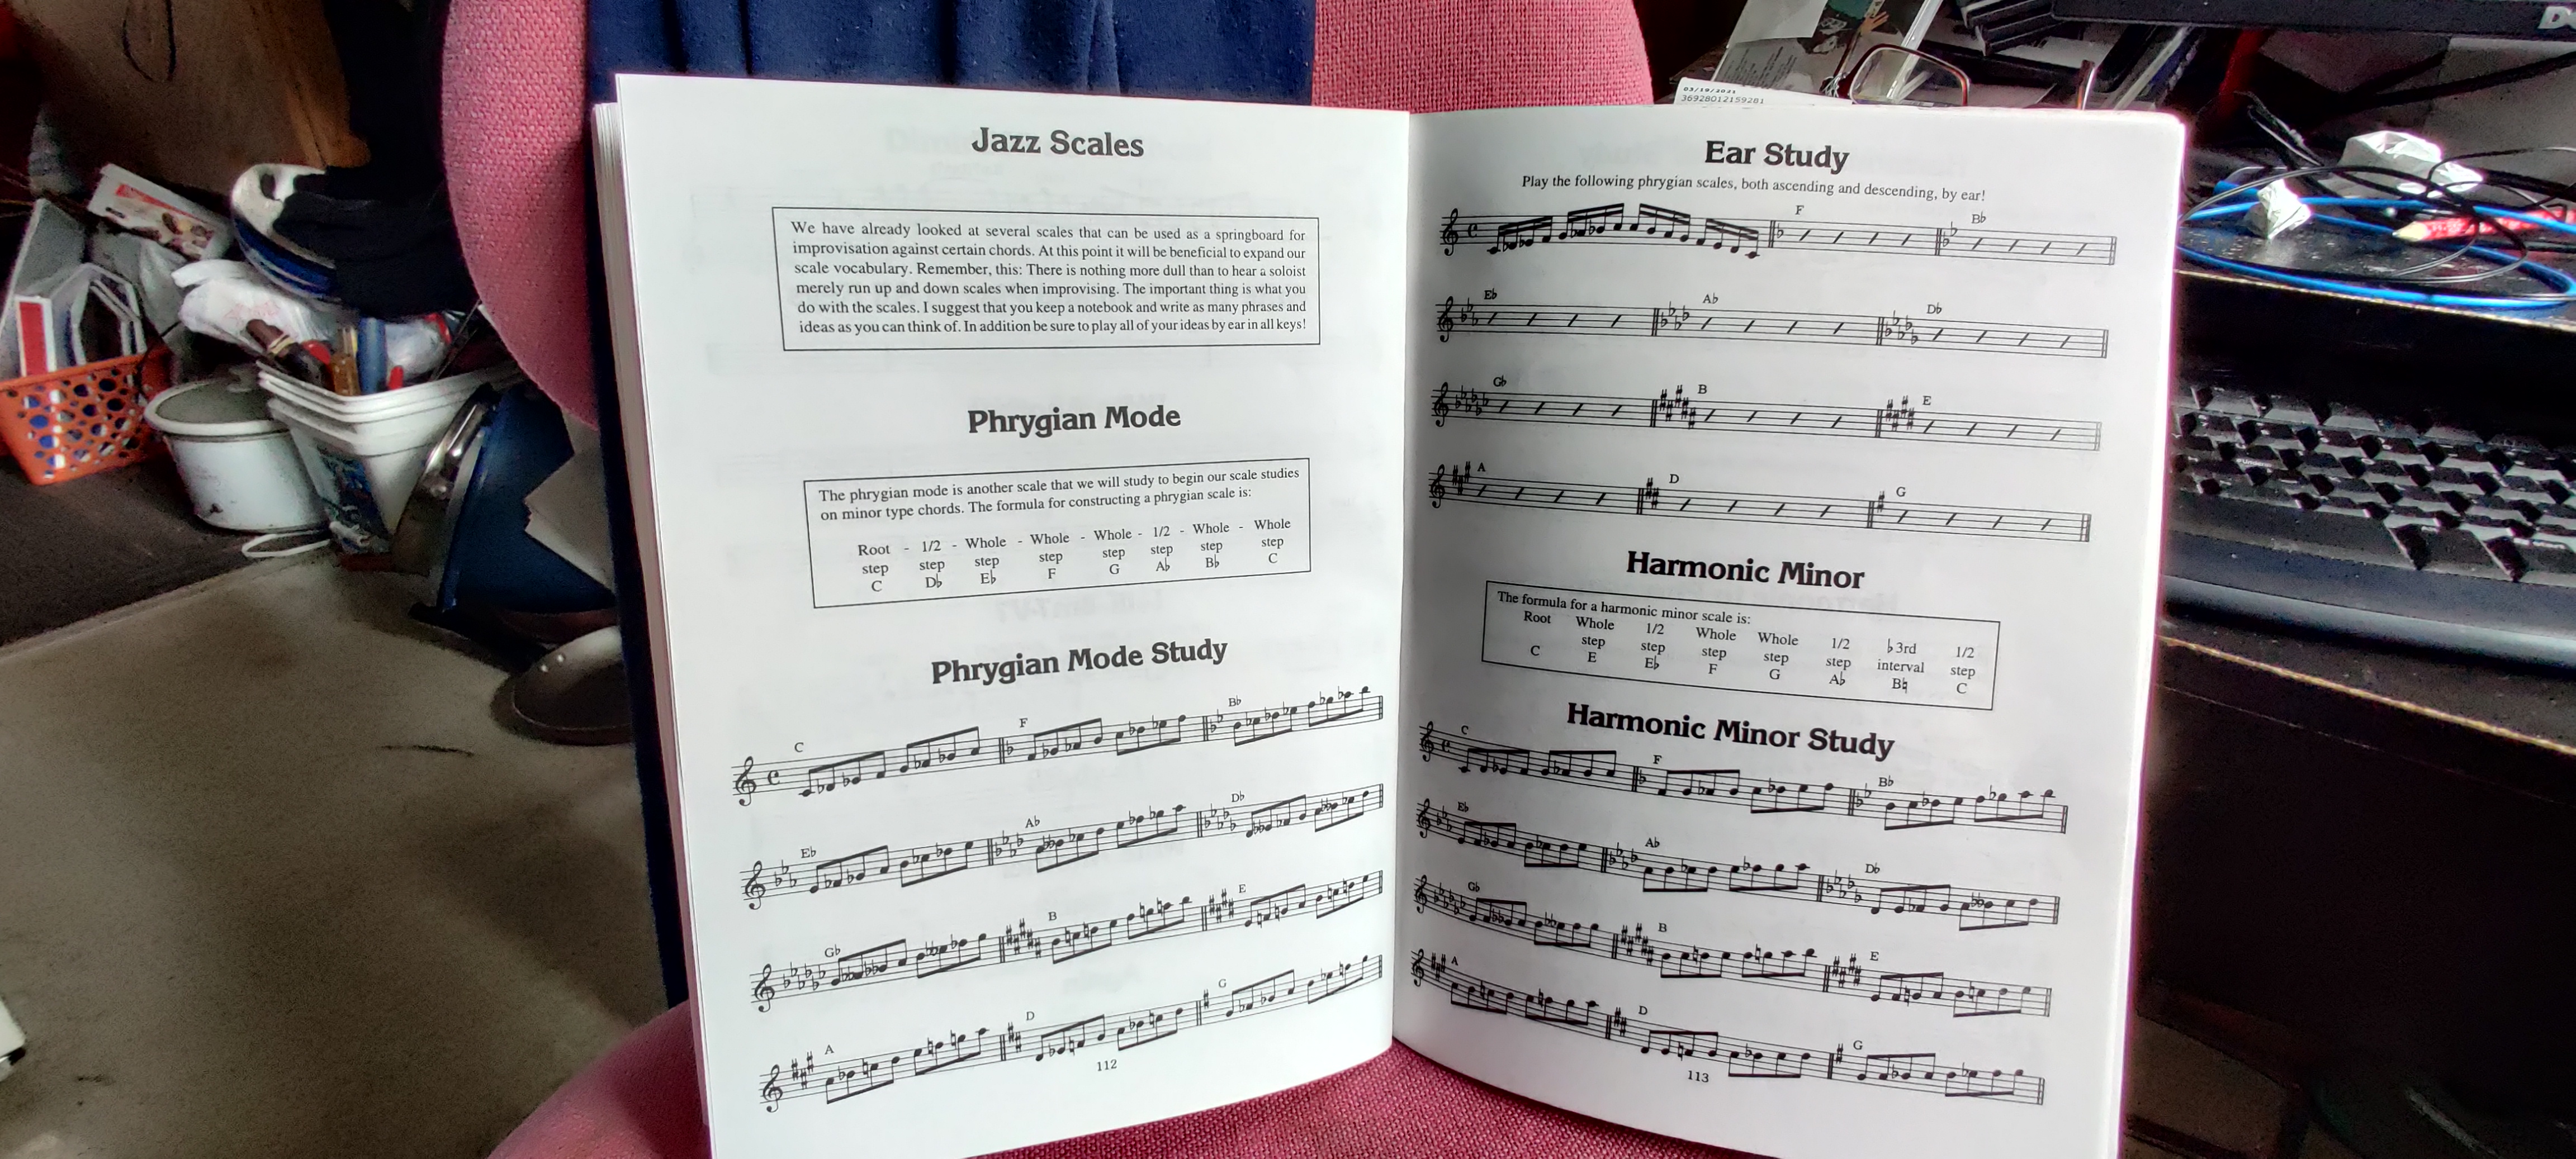 Jazz Scales
We have already looked at several scales that can be used as a springboard for
improvisation against certain chords. At this point it will be beneficial to expand our
scale vocabulary. Remember, this: There is nothing more dull than to hear a soloist
merely run up and down scales when improvising. The important thing is what you
do with the scales. I suggest that you keep a notebook and write as many phrases and
ideas as you can think of. In addition be sure to play all of your ideas by ear in all keys!
Phrygian Mode
The phrygian mode is another scale that we will study to begin our scale studies
on minor type chords. The formula for constructing a phrygian scale is:
Root - 1/2 - Whole - Whole - Whole - 1/2 - Whole - Whole
step step step step step step step step
C D♭ E♭ F G A♭ B♭ C
Phrygian Mode Study
C F B♭
E♭ A♭ D♭
G♭ B E
A D G
112
03/19/2021
36928012159281
Ear Study
Play the following phrygian scales, both ascending and descending, by ear!
F B♭
E♭ A♭ D♭
G♭ B E
A D G
Harmonic Minor
The formula for a harmonic minor scale is:
Root Whole 1/2 Whole Whole 1/2 ♭3rd 1/2
step step step step step interval step
C E E♭ F G A♭ B♮ C
Harmonic Minor Study
C F B♭
E♭ A♭ D♭
G♭ B E
A D G
113